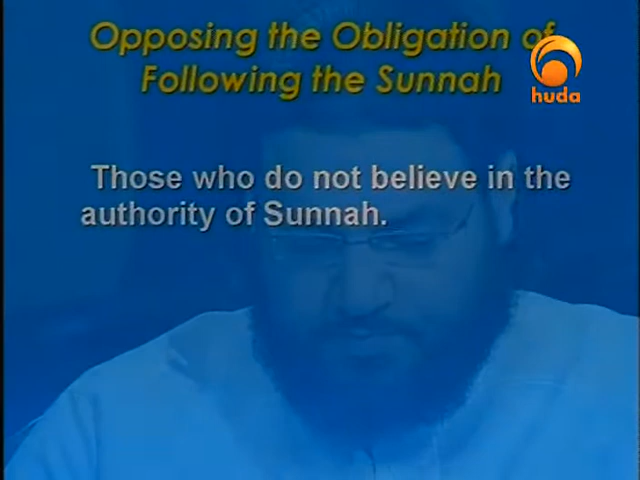 Opposing the Obligation of
Following the Sunnah
huda
Those who do not believe in the
authority of Sunnah.